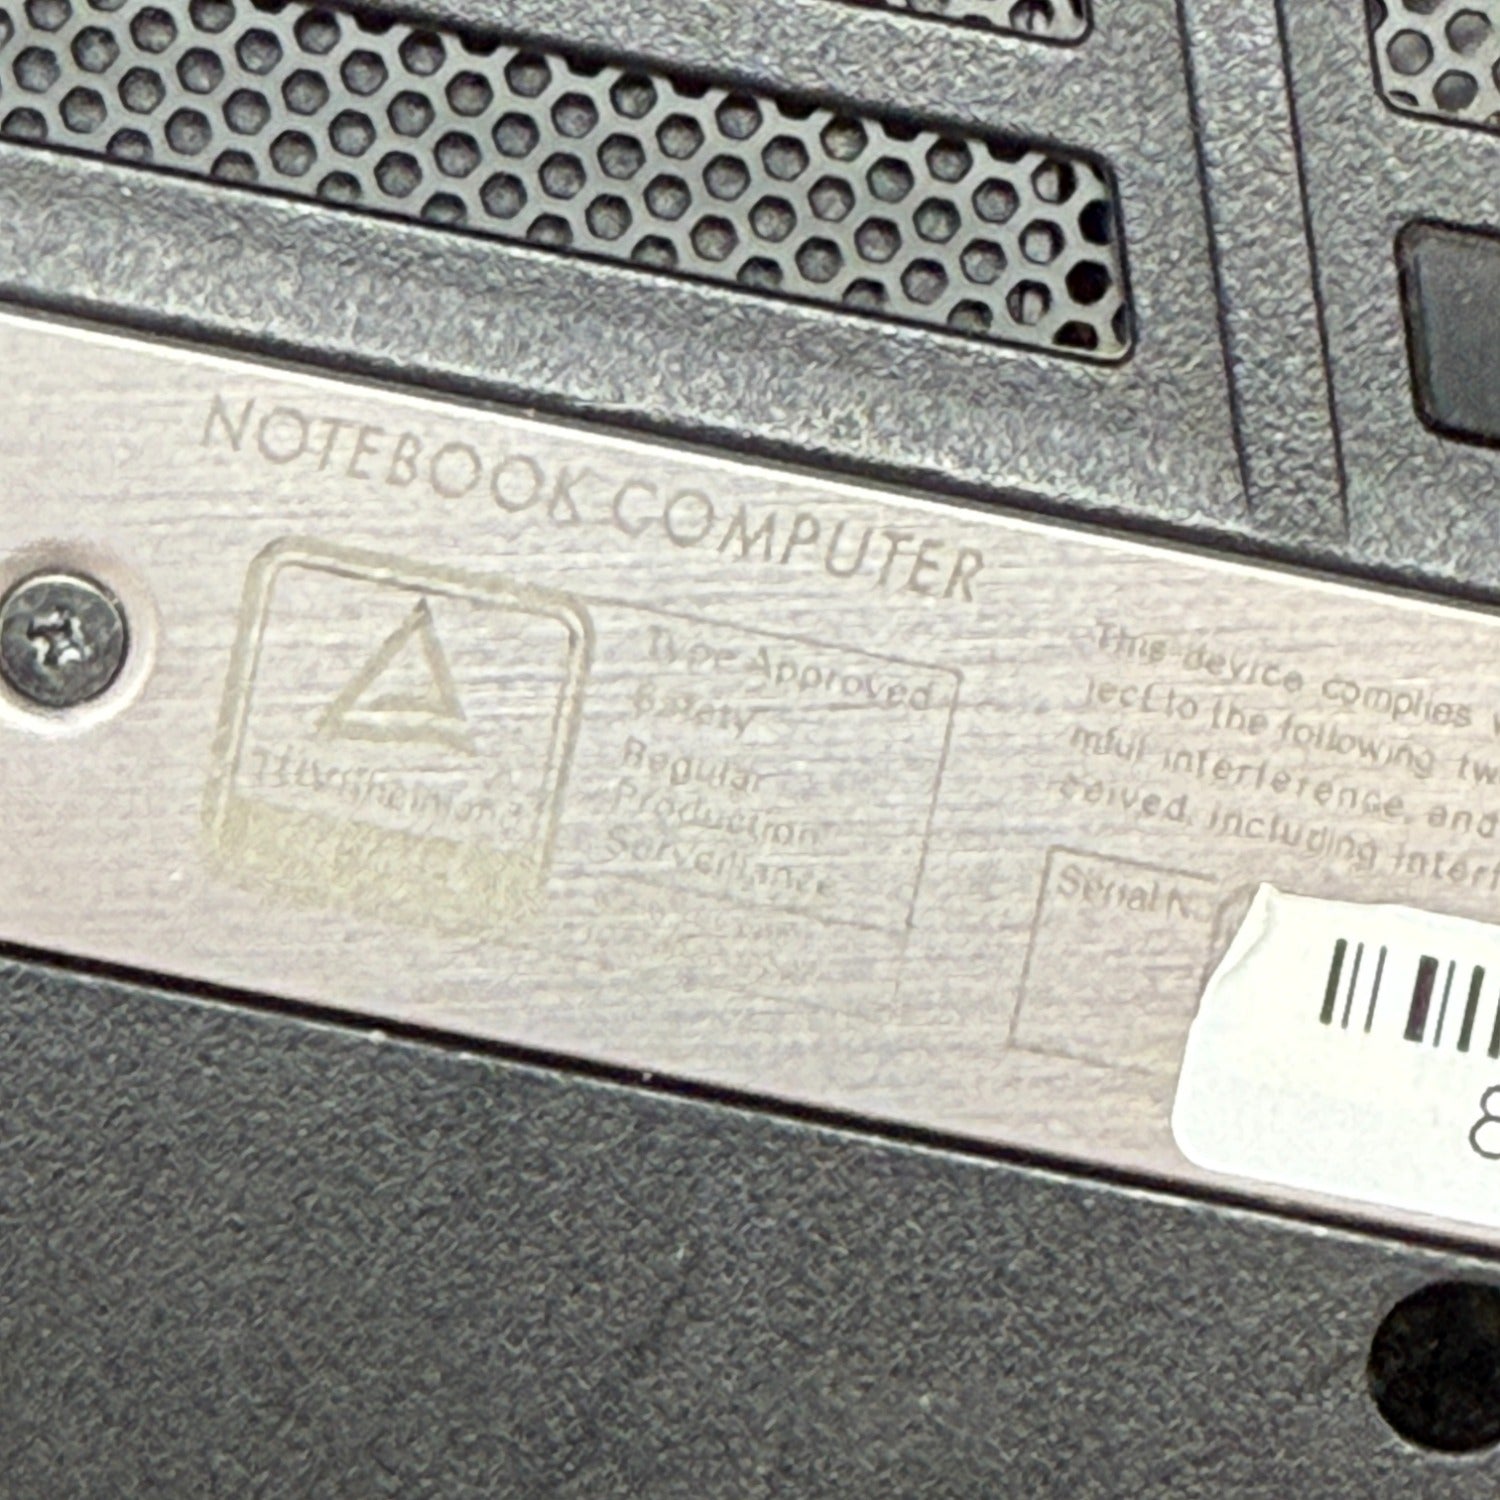 NOTEBOOK COMPUTER
TÜVRheinland
Type Approved
Safety
Regular
Production
Surveillance
This device complies
ject to the following tw
mful interference, and
ceived, including interf
Serial N
8